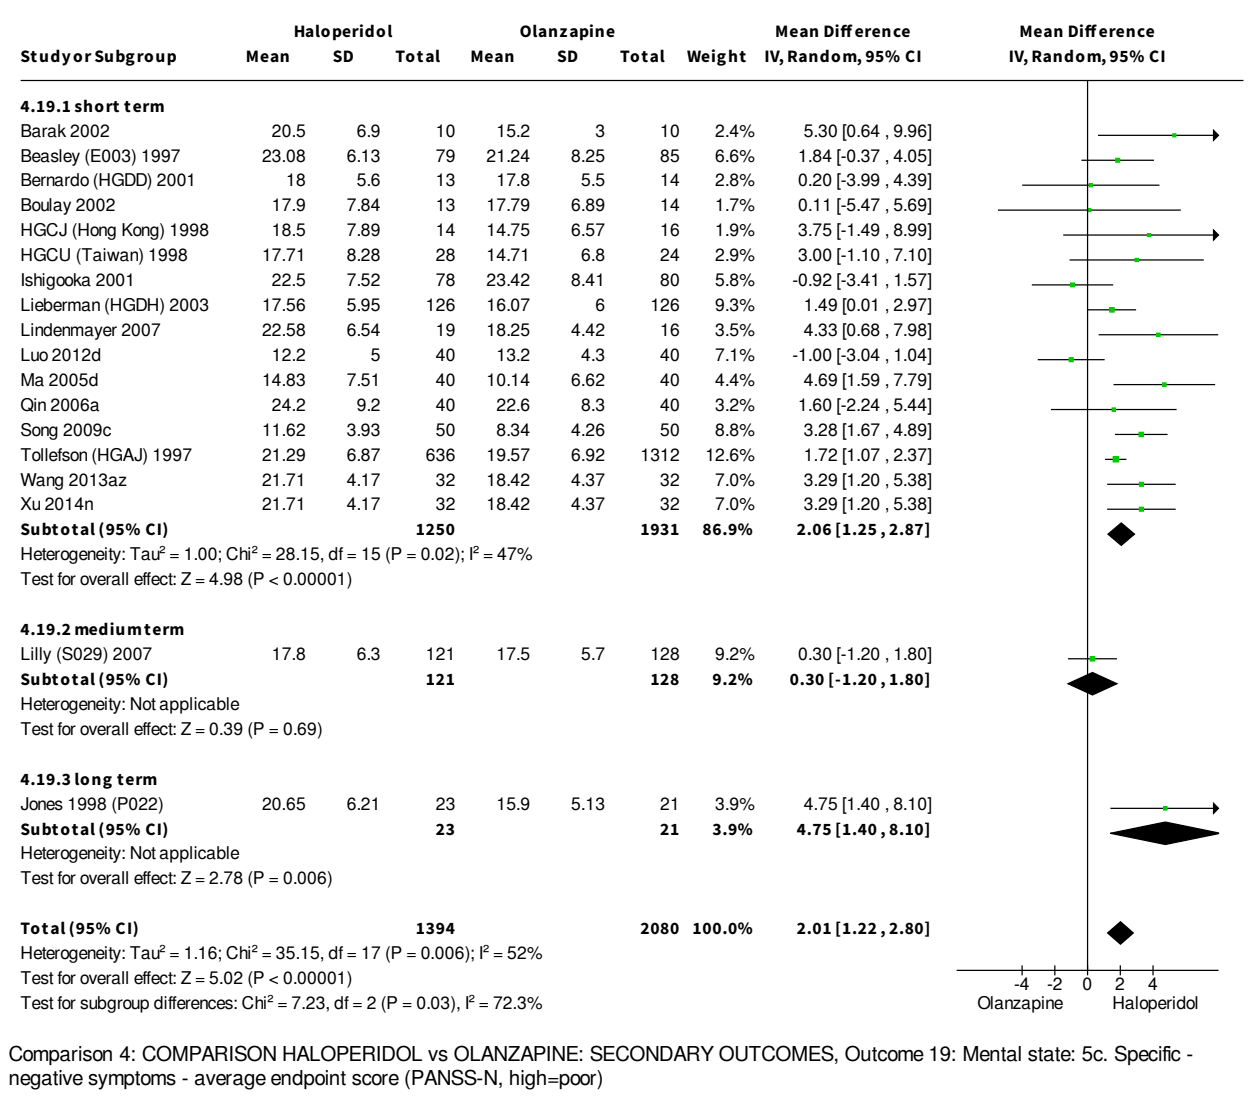 Haloperidol Olanzapine Mean Difference Mean Difference
Study or Subgroup Mean SD Total Mean SD Total Weight IV, Random, 95% CI IV, Random, 95% CI
4.19.1 short term
Barak 2002 20.5 6.9 10 15.2 3 10 2.4% 5.30 [0.64 , 9.96]
Beasley (E003) 1997 23.08 6.13 79 21.24 8.25 85 6.6% 1.84 [-0.37 , 4.05]
Bernardo (HGDD) 2001 18 5.6 13 17.8 5.5 14 2.8% 0.20 [-3.99 , 4.39]
Boulay 2002 17.9 7.84 13 17.79 6.89 14 1.7% 0.11 [-5.47 , 5.69]
HGCJ (Hong Kong) 1998 18.5 7.89 14 14.75 6.57 16 1.9% 3.75 [-1.49 , 8.99]
HGCU (Taiwan) 1998 17.71 8.28 28 14.71 6.8 24 2.9% 3.00 [-1.10 , 7.10]
Ishigooka 2001 22.5 7.52 78 23.42 8.41 80 5.8% -0.92 [-3.41 , 1.57]
Lieberman (HGDH) 2003 17.56 5.95 126 16.07 6 126 9.3% 1.49 [0.01 , 2.97]
Lindenmayer 2007 22.58 6.54 19 18.25 4.42 16 3.5% 4.33 [0.68 , 7.98]
Luo 2012d 12.2 5 40 13.2 4.3 40 7.1% -1.00 [-3.04 , 1.04]
Ma 2005d 14.83 7.51 40 10.14 6.62 40 4.4% 4.69 [1.59 , 7.79]
Qin 2006a 24.2 9.2 40 22.6 8.3 40 3.2% 1.60 [-2.24 , 5.44]
Song 2009c 11.62 3.93 50 8.34 4.26 50 8.8% 3.28 [1.67 , 4.89]
Tollefson (HGAJ) 1997 21.29 6.87 636 19.57 6.92 1312 12.6% 1.72 [1.07 , 2.37]
Wang 2013az 21.71 4.17 32 18.42 4.37 32 7.0% 3.29 [1.20 , 5.38]
Xu 2014n 21.71 4.17 32 18.42 4.37 32 7.0% 3.29 [1.20 , 5.38]
Subtotal (95% CI) 1250 1931 86.9% 2.06 [1.25 , 2.87]
Heterogeneity: Tau² = 1.00; Chi² = 28.15, df = 15 (P = 0.02); I² = 47%
Test for overall effect: Z = 4.98 (P < 0.00001)
4.19.2 medium term
Lilly (S029) 2007 17.8 6.3 121 17.5 5.7 128 9.2% 0.30 [-1.20 , 1.80]
Subtotal (95% CI) 121 128 9.2% 0.30 [-1.20 , 1.80]
Heterogeneity: Not applicable
Test for overall effect: Z = 0.39 (P = 0.69)
4.19.3 long term
Jones 1998 (P022) 20.65 6.21 23 15.9 5.13 21 3.9% 4.75 [1.40 , 8.10]
Subtotal (95% CI) 23 21 3.9% 4.75 [1.40 , 8.10]
Heterogeneity: Not applicable
Test for overall effect: Z = 2.78 (P = 0.006)
Total (95% CI) 1394 2080 100.0% 2.01 [1.22 , 2.80]
Heterogeneity: Tau² = 1.16; Chi² = 35.15, df = 17 (P = 0.006); I² = 52%
Test for overall effect: Z = 5.02 (P < 0.00001) -4 -2 0 2 4
Test for subgroup differences: Chi² = 7.23, df = 2 (P = 0.03), I² = 72.3% Olanzapine Haloperidol
Comparison 4: COMPARISON HALOPERIDOL vs OLANZAPINE: SECONDARY OUTCOMES, Outcome 19: Mental state: 5c. Specific -
negative symptoms - average endpoint score (PANSS-N, high=poor)